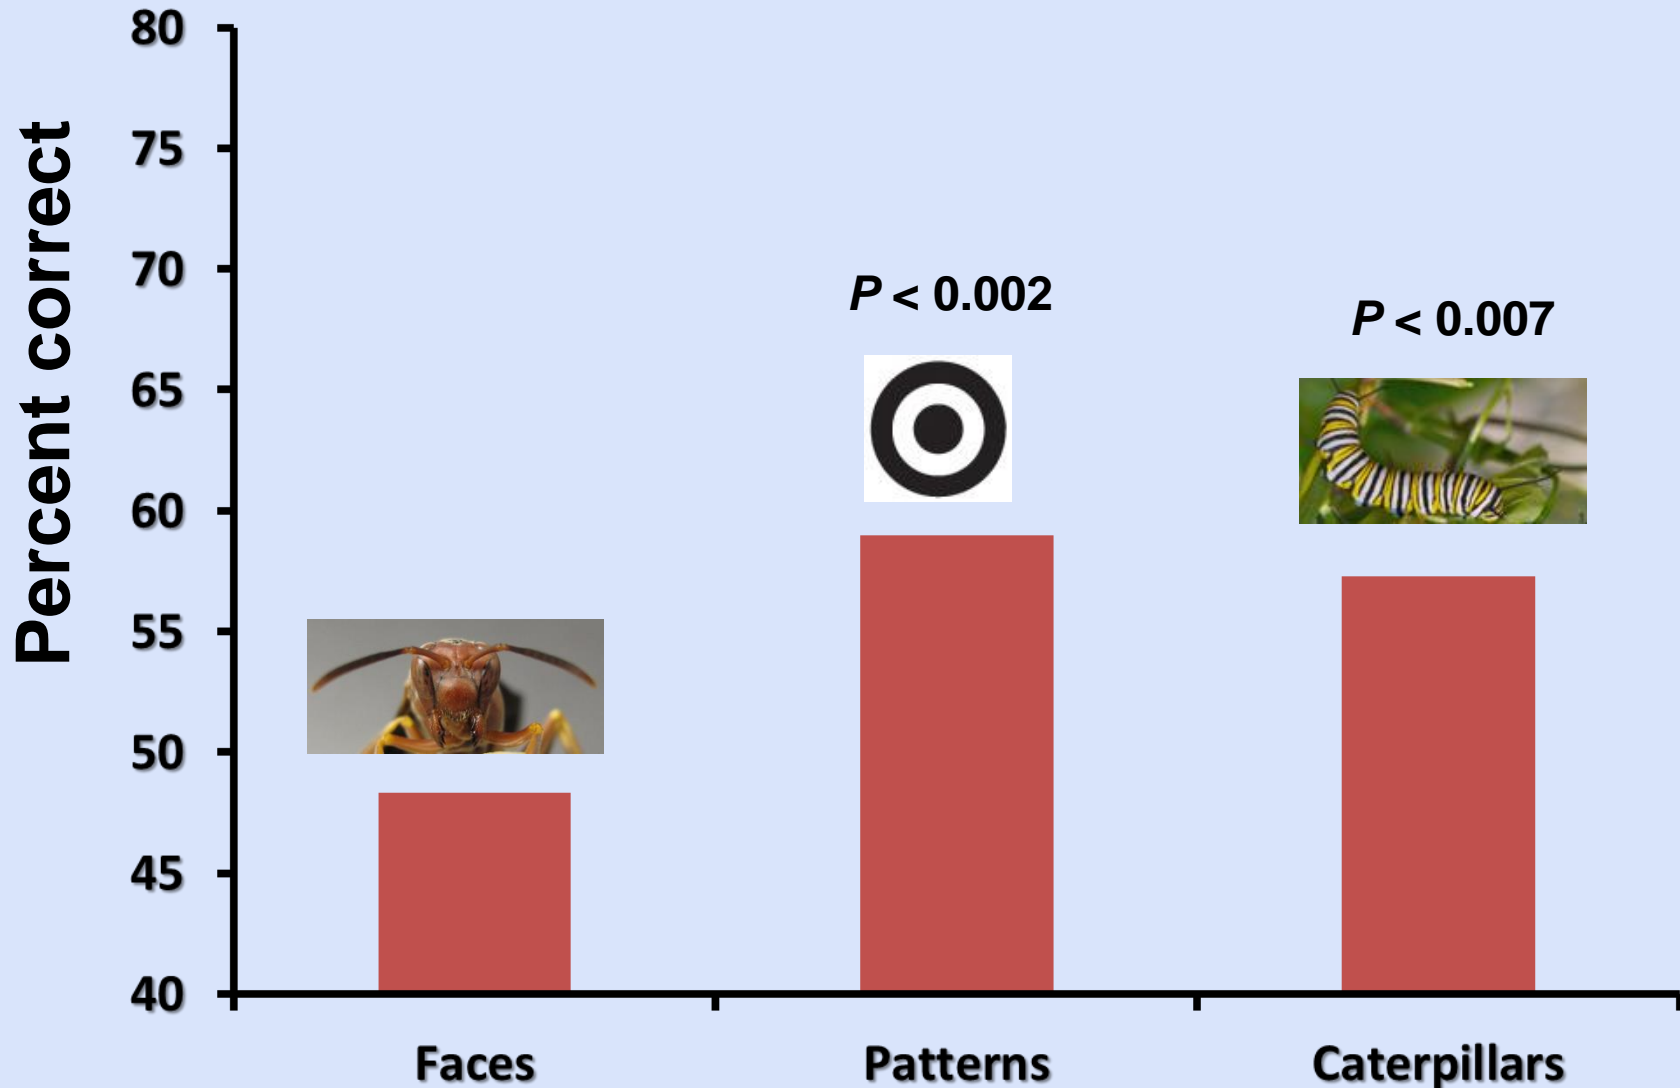 Percent correct
80
75
70
65
60
55
50
45
40
P < 0.002
P < 0.007
Faces
Patterns
Caterpillars